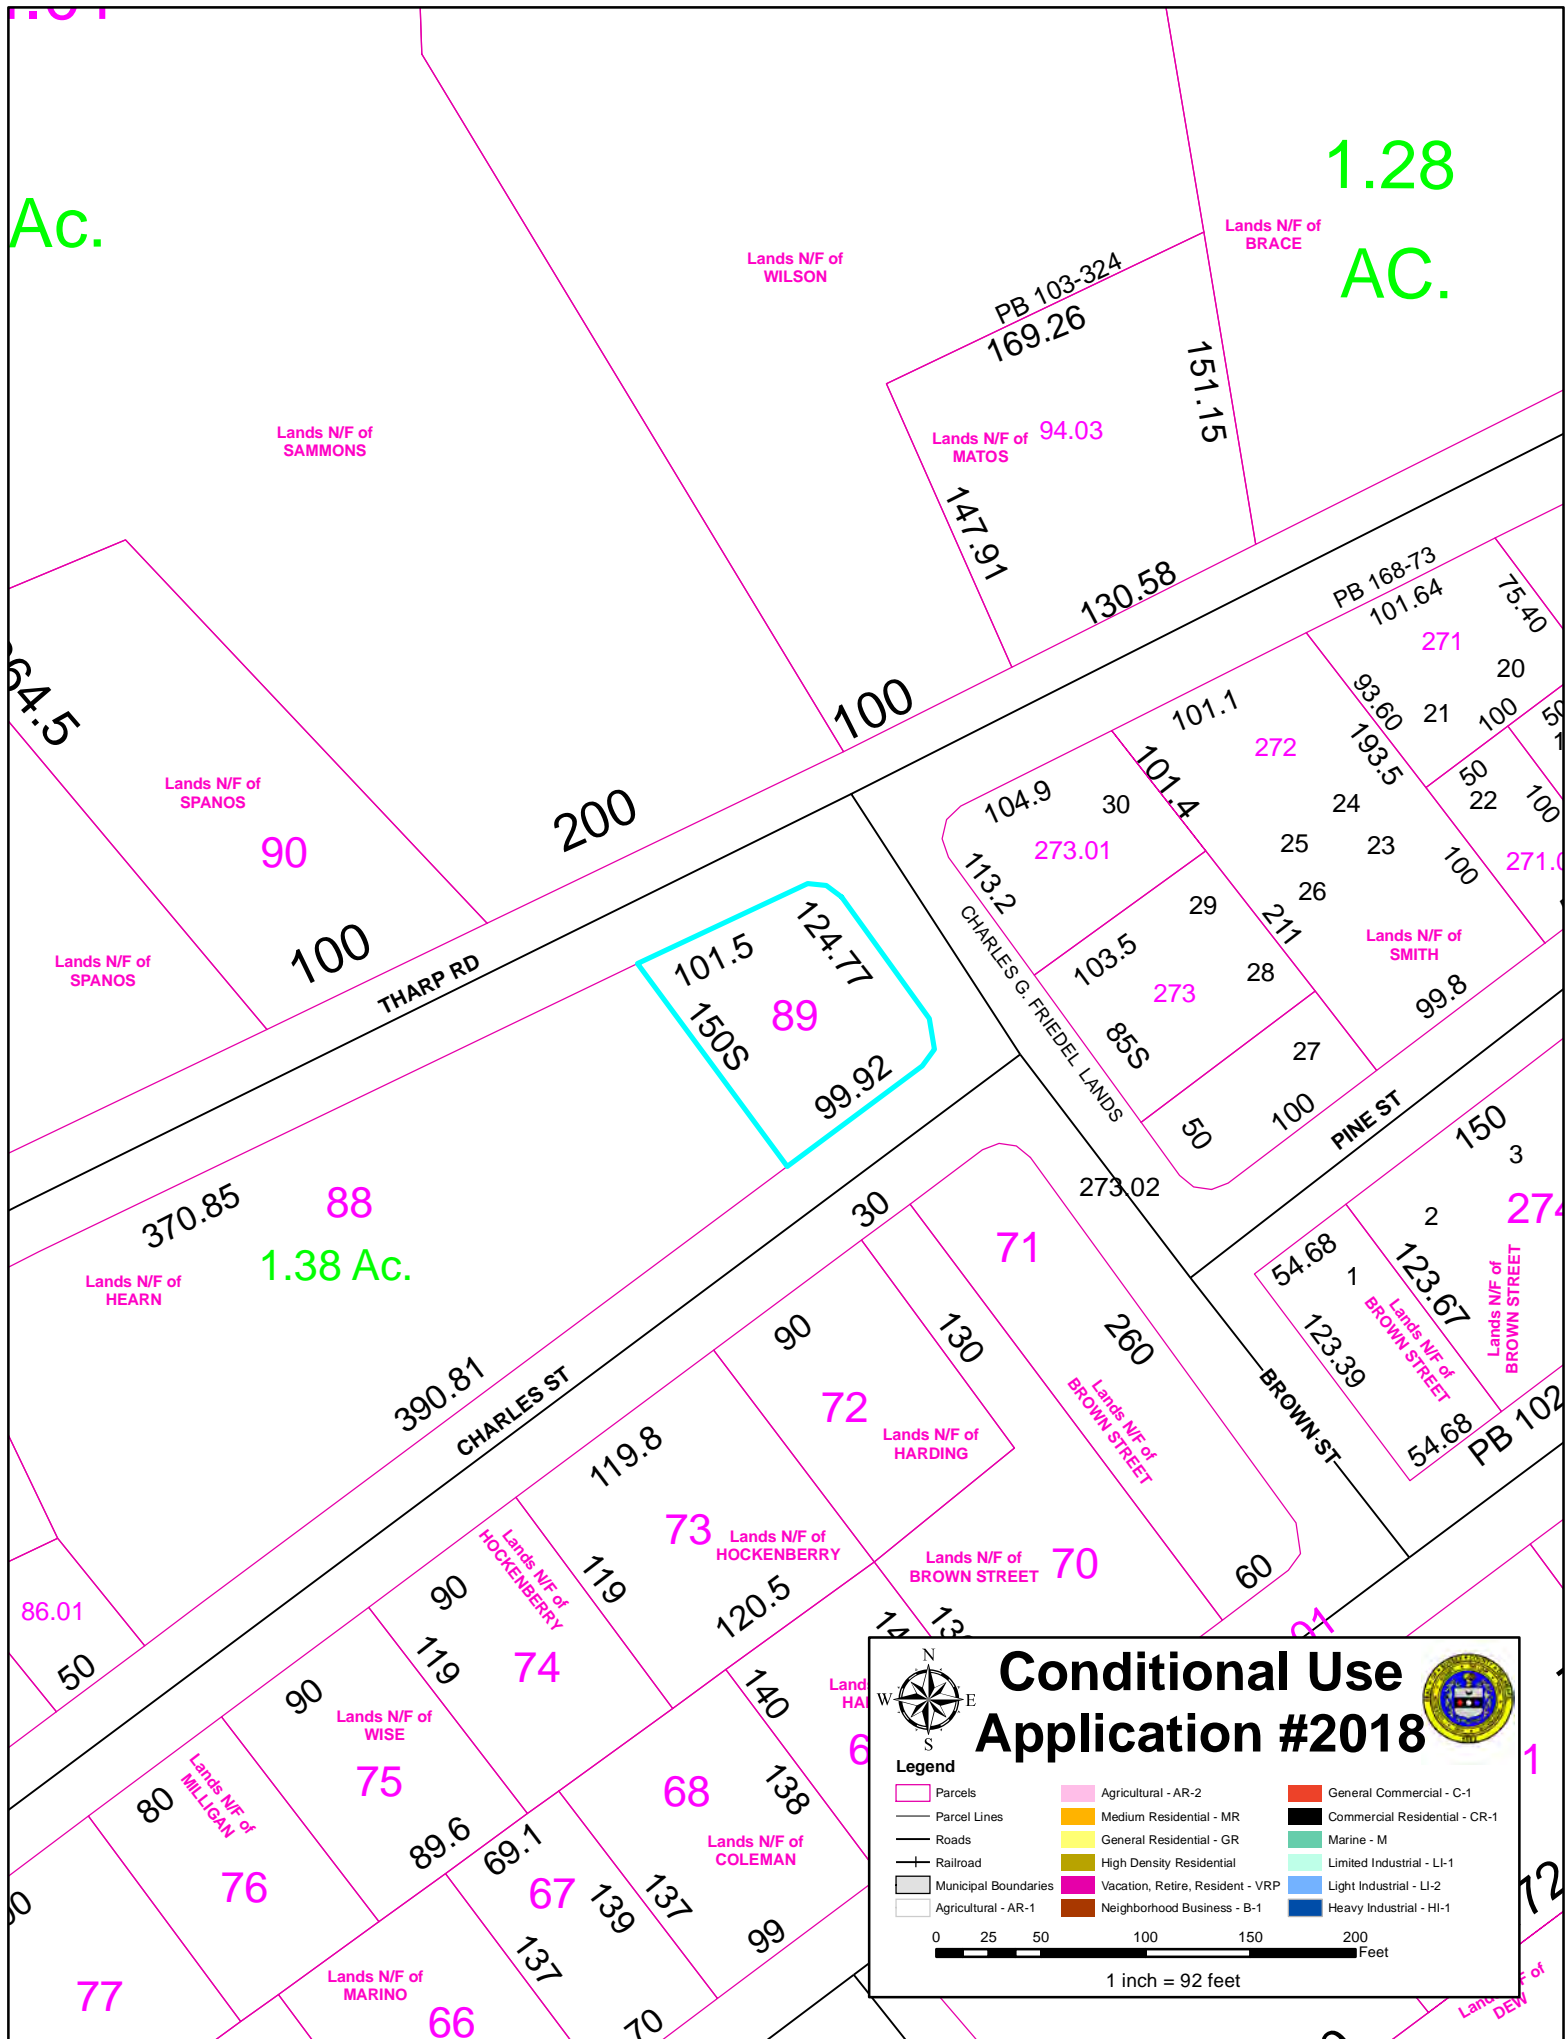 Ac.
1.28
AC.
Lands N/F of
BRACE
Lands N/F of
WILSON
PB 103-324
169.26
151.15
Lands N/F of
MATOS
94.03
147.91
130.58
Lands N/F of
SAMMONS
64.5
Lands N/F of
SPANOS
90
Lands N/F of
SPANOS
100
200
100
THARP RD
PB 168-73
101.64
75.40
271
20
21
93.60
100
50
193.5
101.1
272
101.4
104.9
30
273.01
113.2
24
25
23
26
50
22
100
100
29
211
Lands N/F of
SMITH
99.8
103.5
273
28
85S
27
50
100
CHARLES G. FRIEDEL LANDS
273.02
PINE ST
101.5
124.77
89
150S
99.92
370.85
88
1.38 Ac.
Lands N/F of
HEARN
390.81
CHARLES ST
30
71
260
130
90
72
Lands N/F of
HARDING
Lands N/F of
BROWN STREET
BROWN ST
150
3
2
54.68
1
123.67
123.39
Lands N/F of
BROWN STREET
Lands N/F of
BROWN STREET
54.68
PB 102
119.8
73
Lands N/F of
HOCKENBERRY
119
120.5
Lands N/F of
HOCKENBERRY
90
74
119
Lands N/F of
BROWN STREET
70
60
86.01
50
90
Lands N/F of
WISE
75
89.6
80
Lands N/F of
MILLIGAN
76
77
140
138
68
Lands N/F of
COLEMAN
69.1
67
139
137
137
99
70
Lands N/F of
MARINO
66
72
DEW
Conditional Use
Application #2018
N
W
E
S
Legend
Parcels
Parcel Lines
Roads
Railroad
Municipal Boundaries
Agricultural - AR-1
Agricultural - AR-2
Medium Residential - MR
General Residential - GR
High Density Residential
Vacation, Retire, Resident - VRP
Neighborhood Business - B-1
General Commercial - C-1
Commercial Residential - CR-1
Marine - M
Limited Industrial - LI-1
Light Industrial - LI-2
Heavy Industrial - HI-1
0 25 50 100 150 200
Feet
1 inch = 92 feet